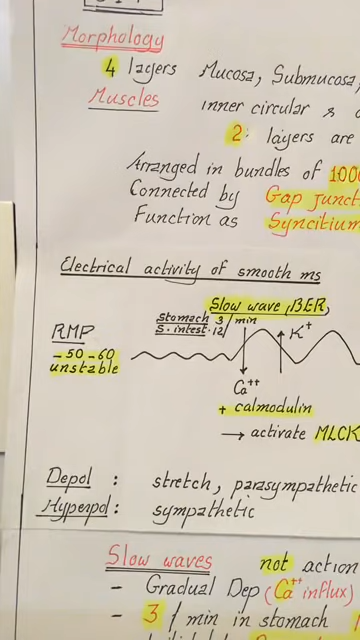 Morphology
4 layers Mucosa, Submucosa,
Muscles inner circular &
2 layers are
Arranged in bundles of 100
Connected by Gap Junct
Function as Syncitium
Electrical activity of smooth ms
Slow wave, BER,
stomach 3/min
S. intest. 12/
RMP
-50 -60
unstable
K+
Ca++
+ calmodulin
→ activate MLCK
Depol : stretch, parasympathetic
Hyperpol: sympathetic
Slow waves not action
- Gradual Dep (Ca++ influx)
- 3 / min in stomach